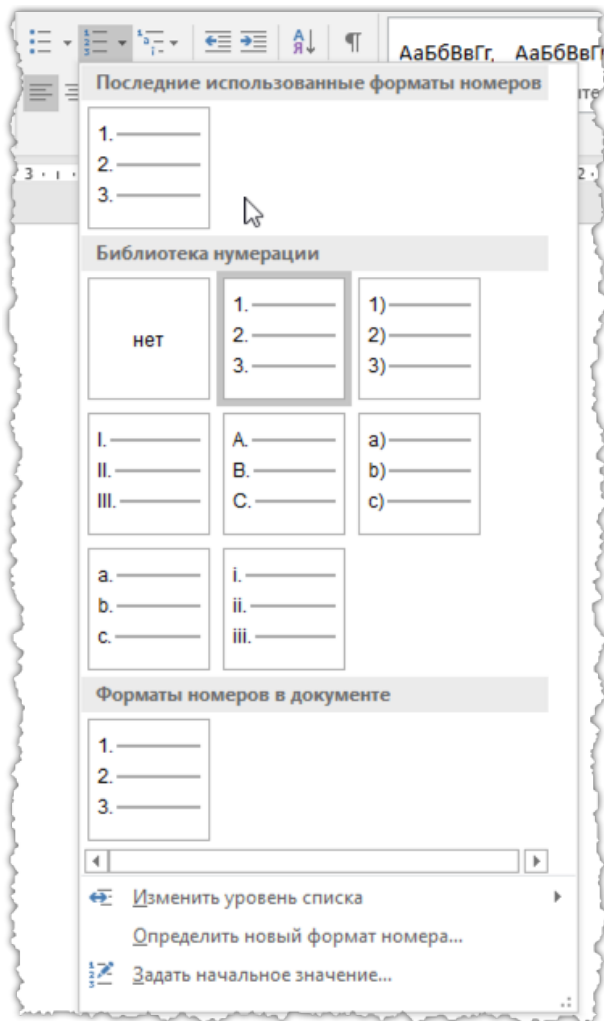 АаБбВвГг, АаБбВвГг
Последние использованные форматы номеров
1.
2.
3.
3 · ı · 2 ·
Библиотека нумерации
нет
1.
2.
3.
1)
2)
3)
I.
II.
III.
A.
B.
C.
a)
b)
c)
a.
b.
c.
i.
ii.
iii.
Форматы номеров в документе
1.
2.
3.
Изменить уровень списка
Определить новый формат номера...
Задать начальное значение...